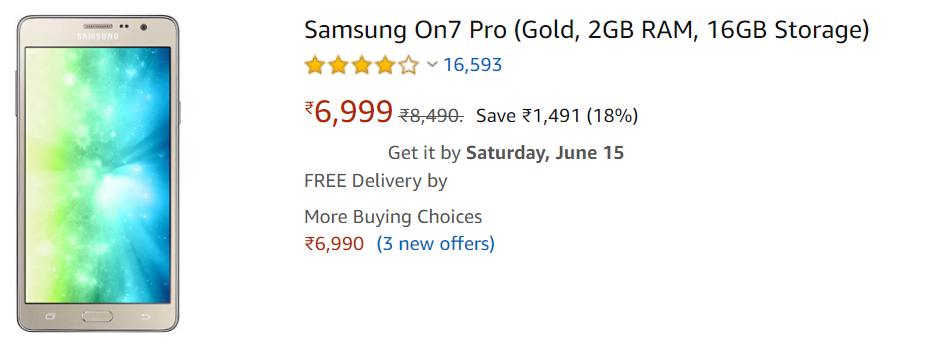 SAMSUNG
Samsung On7 Pro (Gold, 2GB RAM, 16GB Storage)
16,593
₹6,999 ₹8,490. Save ₹1,491 (18%)
Get it by Saturday, June 15
FREE Delivery by
More Buying Choices
₹6,990 (3 new offers)